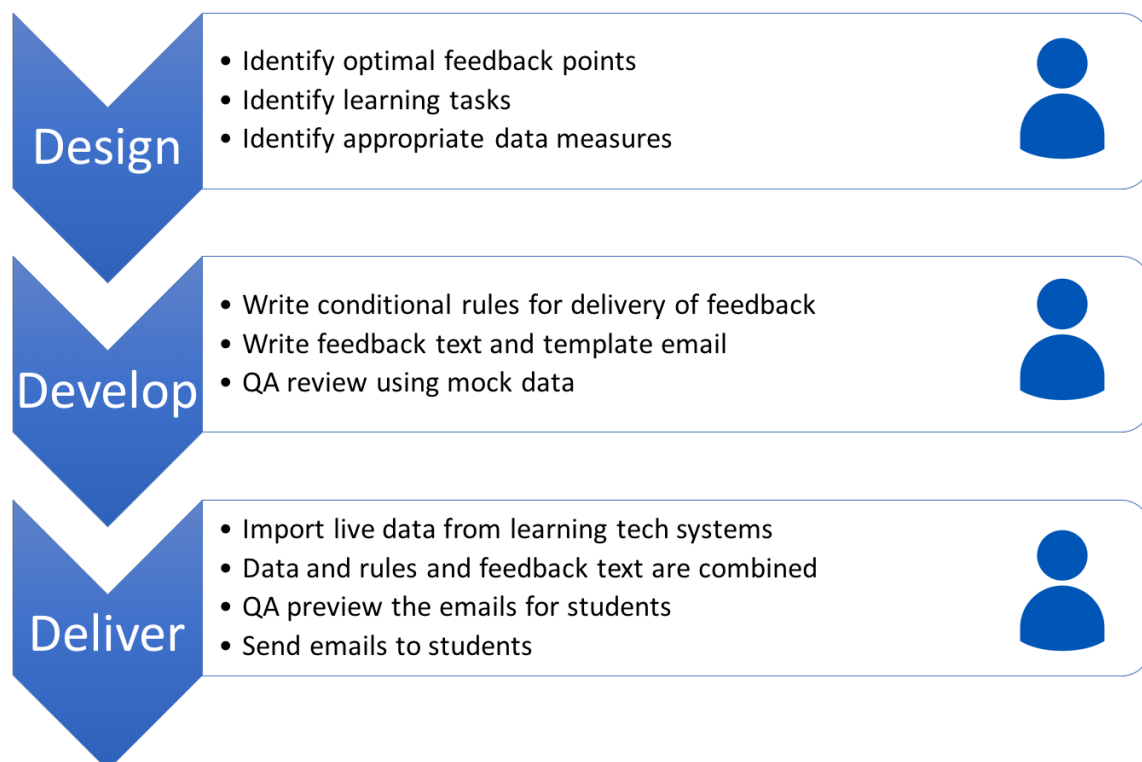 Design
• Identify optimal feedback points
• Identify learning tasks
• Identify appropriate data measures
Develop
• Write conditional rules for delivery of feedback
• Write feedback text and template email
• QA review using mock data
Deliver
• Import live data from learning tech systems
• Data and rules and feedback text are combined
• QA preview the emails for students
• Send emails to students